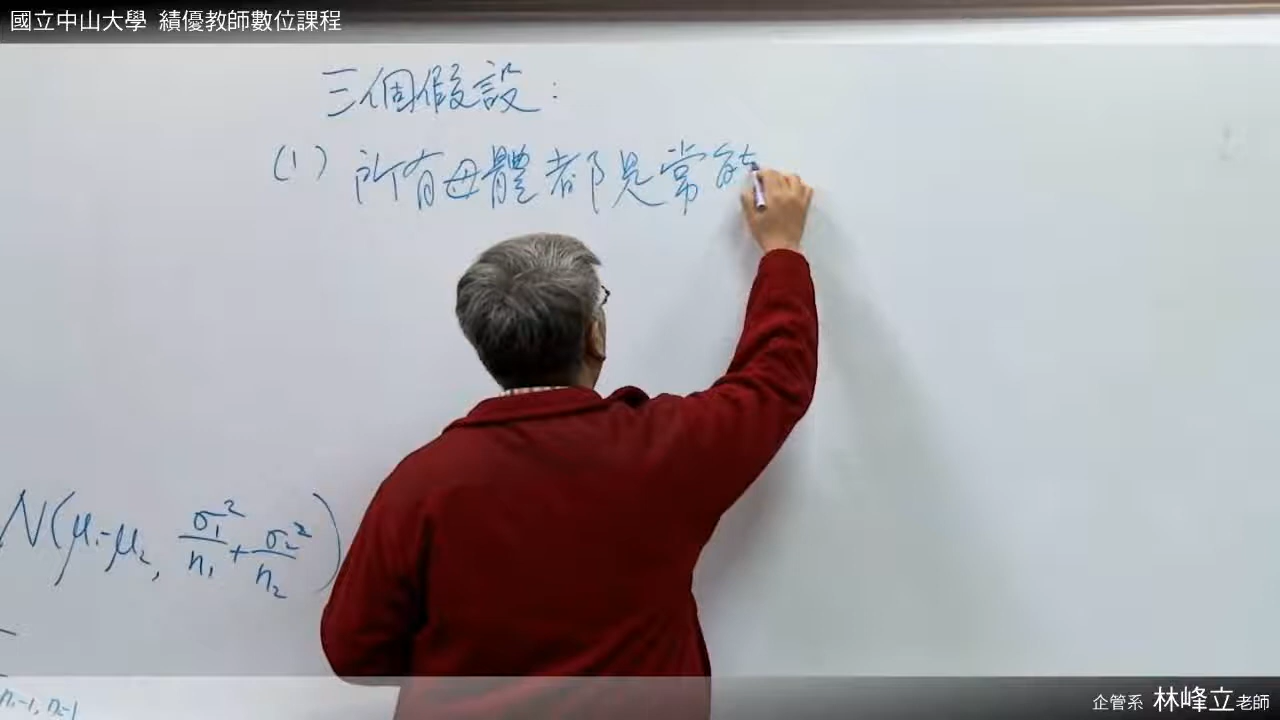 國立中山大學 績優教師數位課程
三個假設：
(1) 所有母體都是常
N(μ₁-μ₂, σ₁²/n₁ + σ₂²/n₂)
n₁-1, n₂-1
企管系 林峰立老師